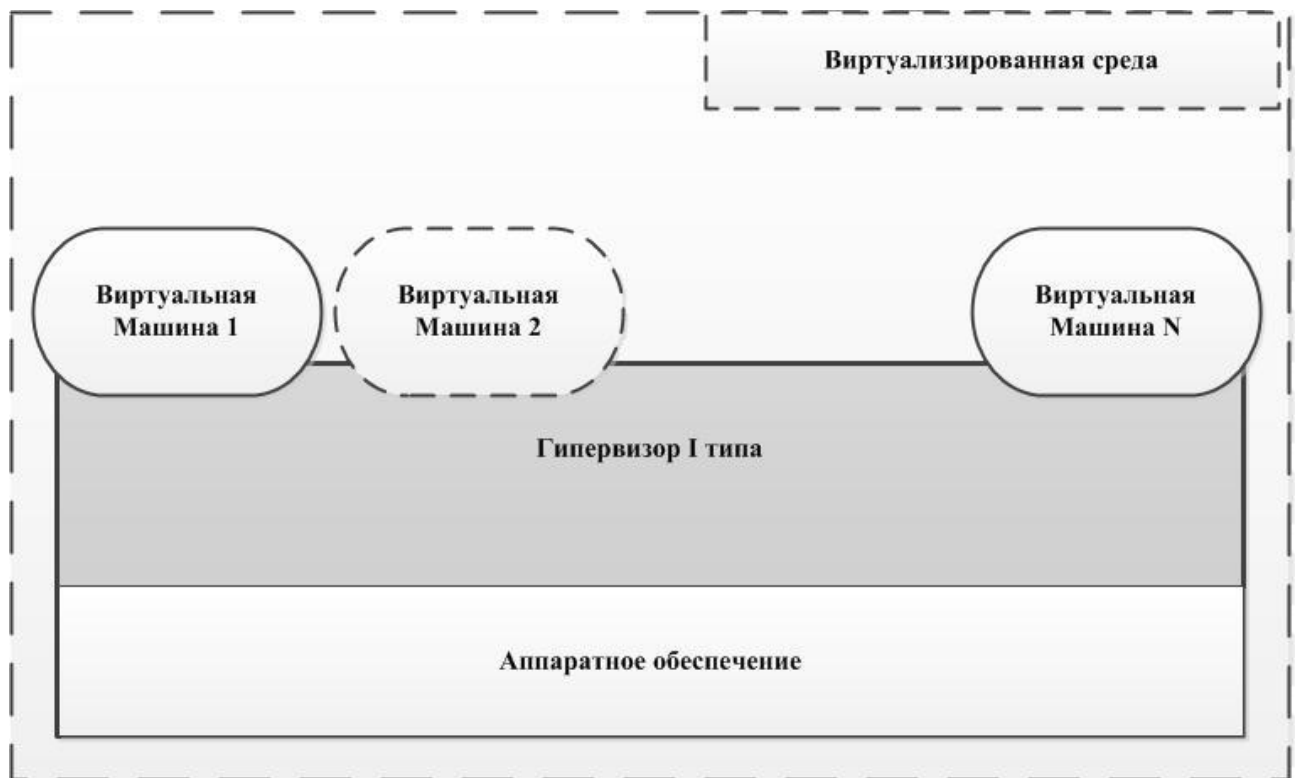 Виртуализированная среда
Виртуальная
Машина 1
Виртуальная
Машина 2
Виртуальная
Машина N
Гипервизор I типа
Аппаратное обеспечение